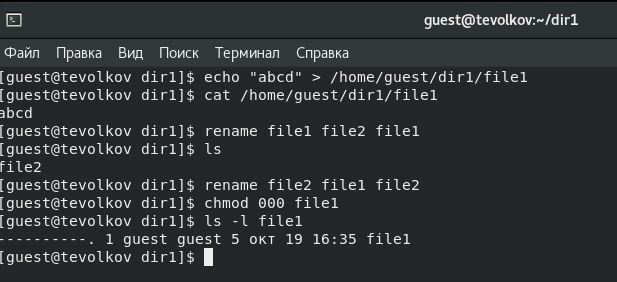 guest@tevolkov:~/dir1
Файл Правка Вид Поиск Терминал Справка
[guest@tevolkov dir1]$ echo "abcd" > /home/guest/dir1/file1
[guest@tevolkov dir1]$ cat /home/guest/dir1/file1
abcd
[guest@tevolkov dir1]$ rename file1 file2 file1
[guest@tevolkov dir1]$ ls
file2
[guest@tevolkov dir1]$ rename file2 file1 file2
[guest@tevolkov dir1]$ chmod 000 file1
[guest@tevolkov dir1]$ ls -l file1
----------. 1 guest guest 5 окт 19 16:35 file1
[guest@tevolkov dir1]$